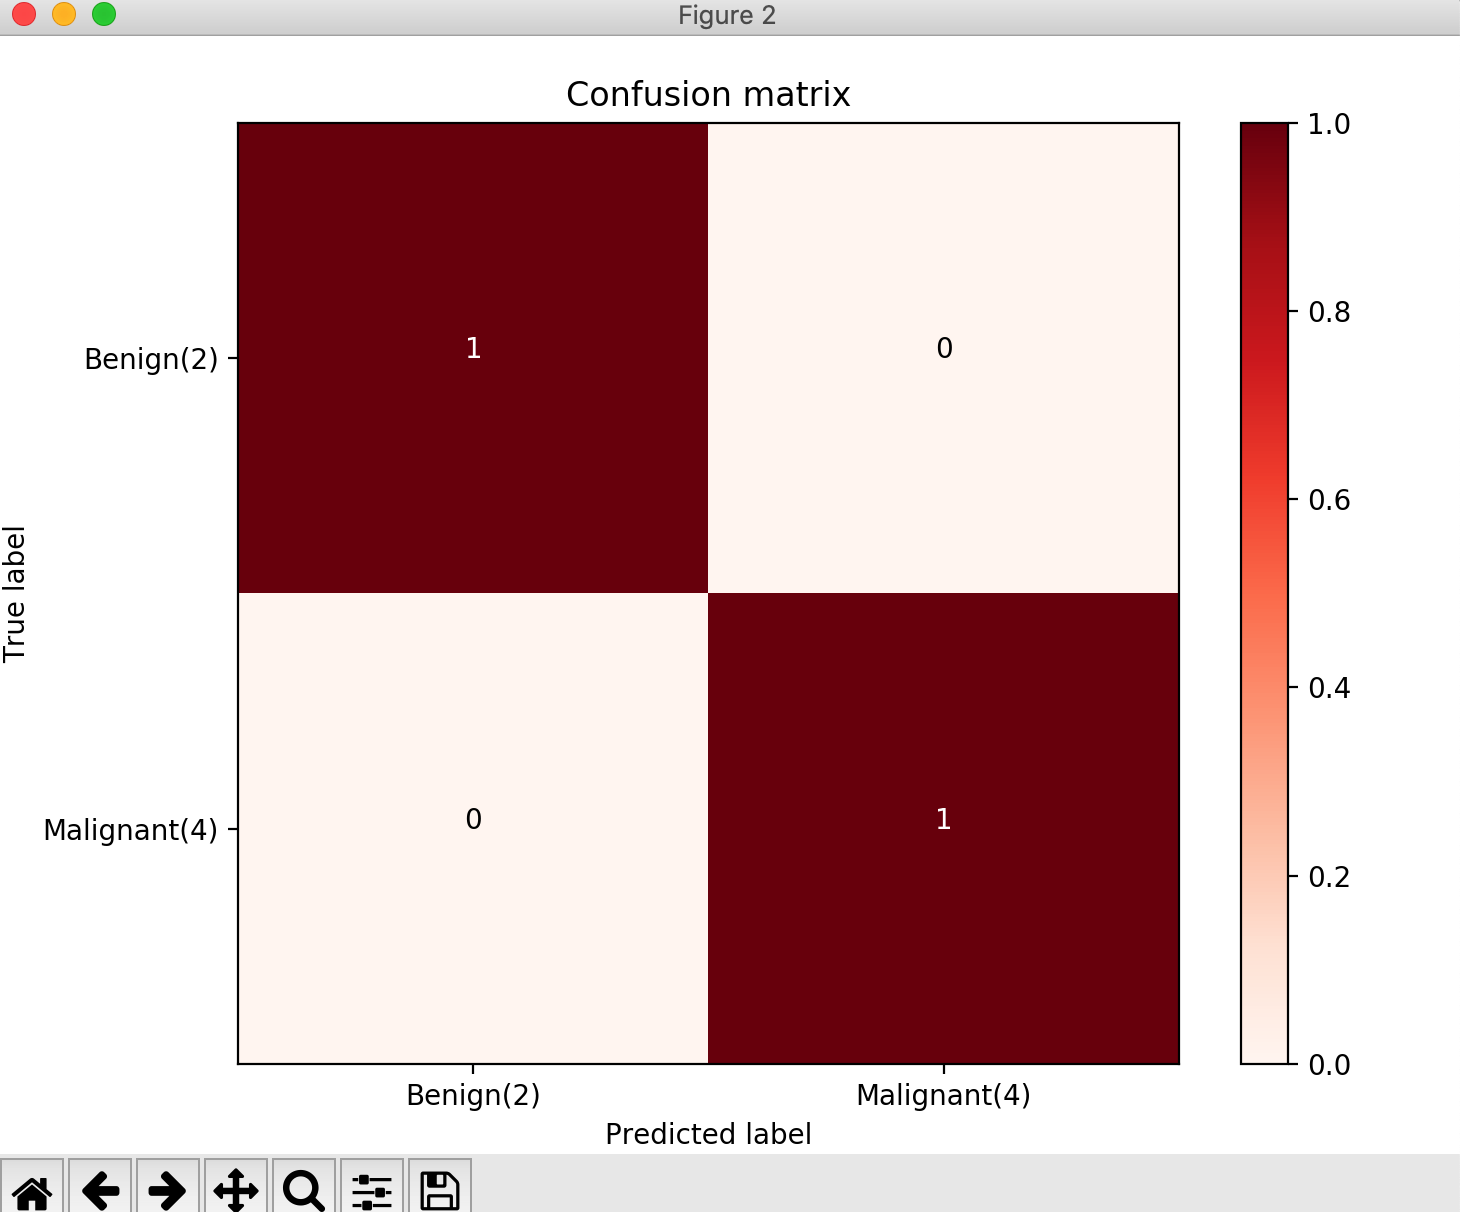 Figure 2
Confusion matrix
1.0
0.8
1
0
Benign(2)
0.6
True label
0.4
Malignant(4)
0
1
0.2
0.0
Benign(2)
Malignant(4)
Predicted label